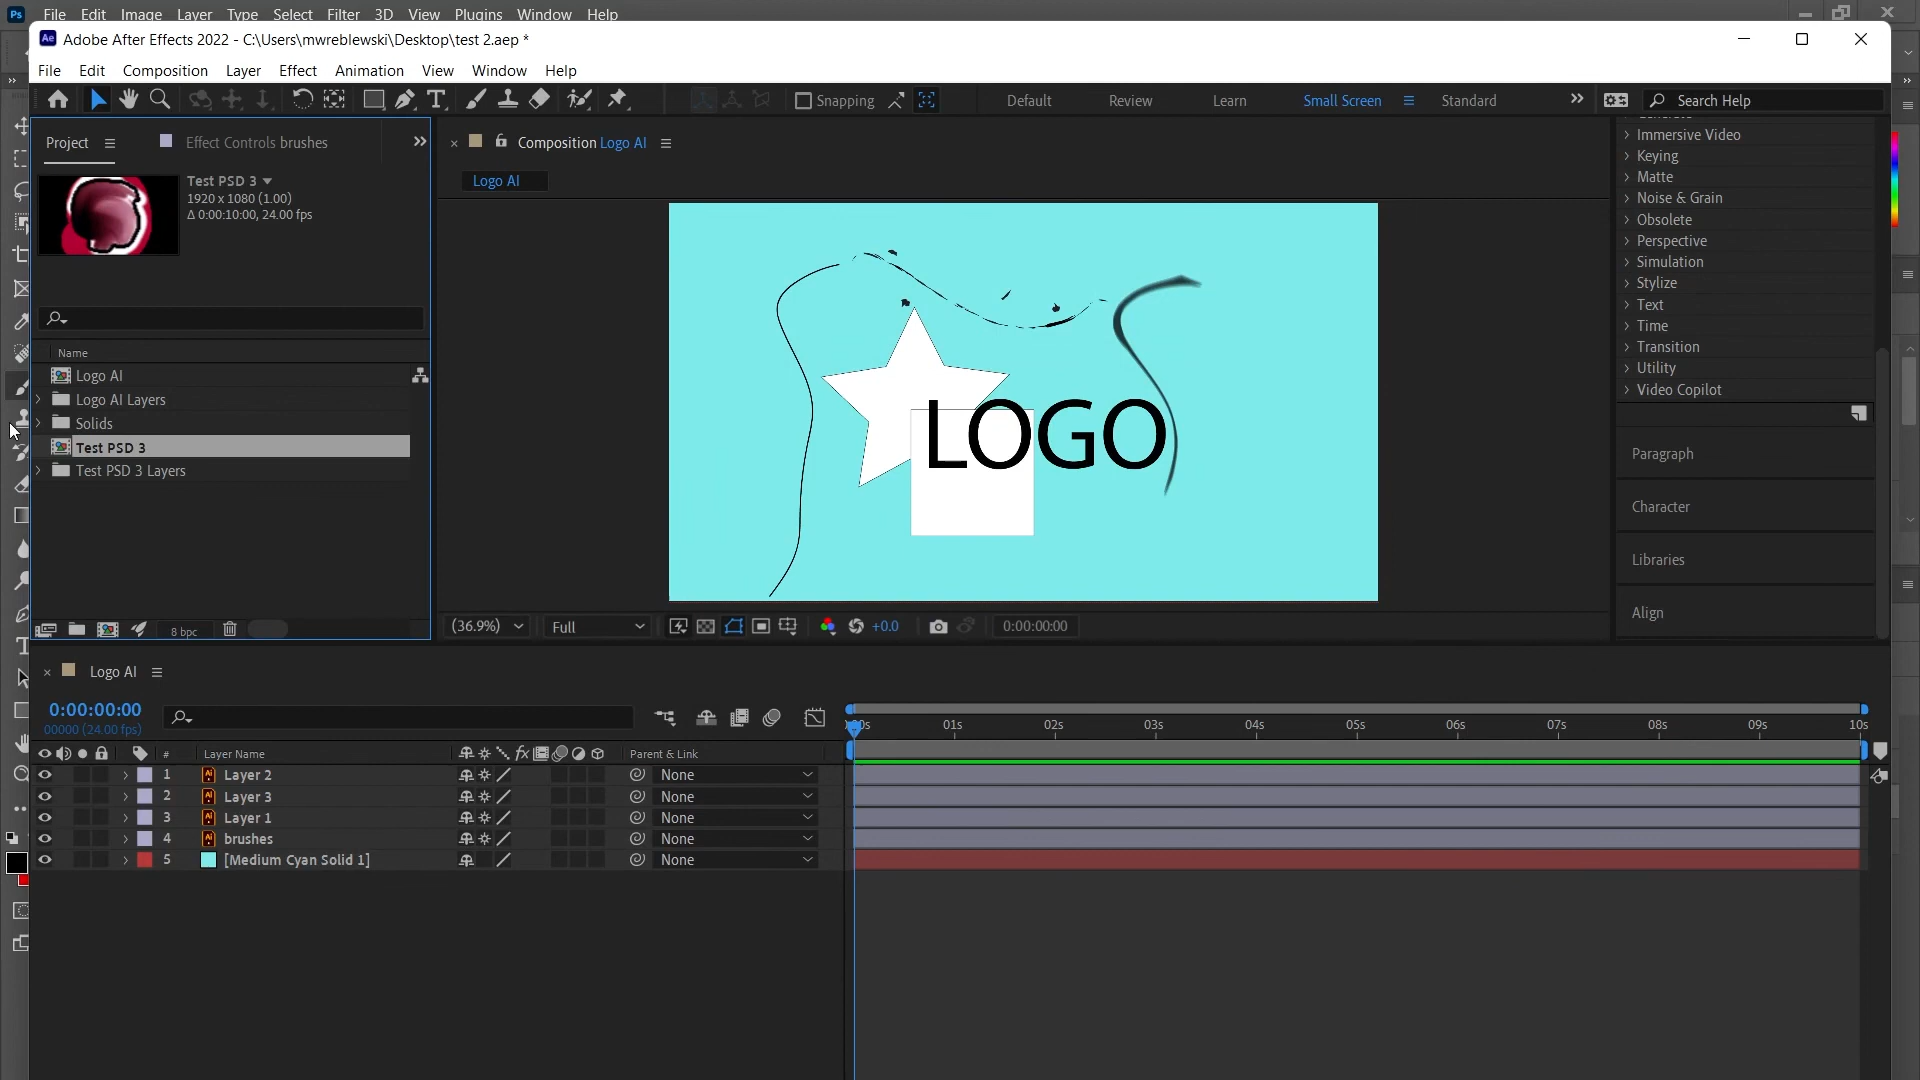 Ps File Edit Image Layer Type Select Filter 3D View Plugins Window Help
Ae Adobe After Effects 2022 - C:\Users\mwreblewski\Desktop\test 2.aep *
File Edit Composition Layer Effect Animation View Window Help
Snapping Default Review Learn Small Screen Standard Search Help
Project Effect Controls brushes
Composition Logo AI
Logo AI
Test PSD 3
1920 x 1080 (1.00)
Δ 0:00:10:00, 24.00 fps
Name
Logo AI
Logo AI Layers
Solids
Test PSD 3
Test PSD 3 Layers
8 bpc
LOGO
(36.9%) Full +0.0 0:00:00:00
Immersive Video
Keying
Matte
Noise & Grain
Obsolete
Perspective
Simulation
Stylize
Text
Time
Transition
Utility
Video Copilot
Paragraph
Character
Libraries
Align
Logo AI
0:00:00:00
00000 (24.00 fps)
01s 02s 03s 04s 05s 06s 07s 08s 09s 10s
# Layer Name fx Parent & Link
1 Ai Layer 2 None
2 Ai Layer 3 None
3 Ai Layer 1 None
4 Ai brushes None
5 [Medium Cyan Solid 1] None